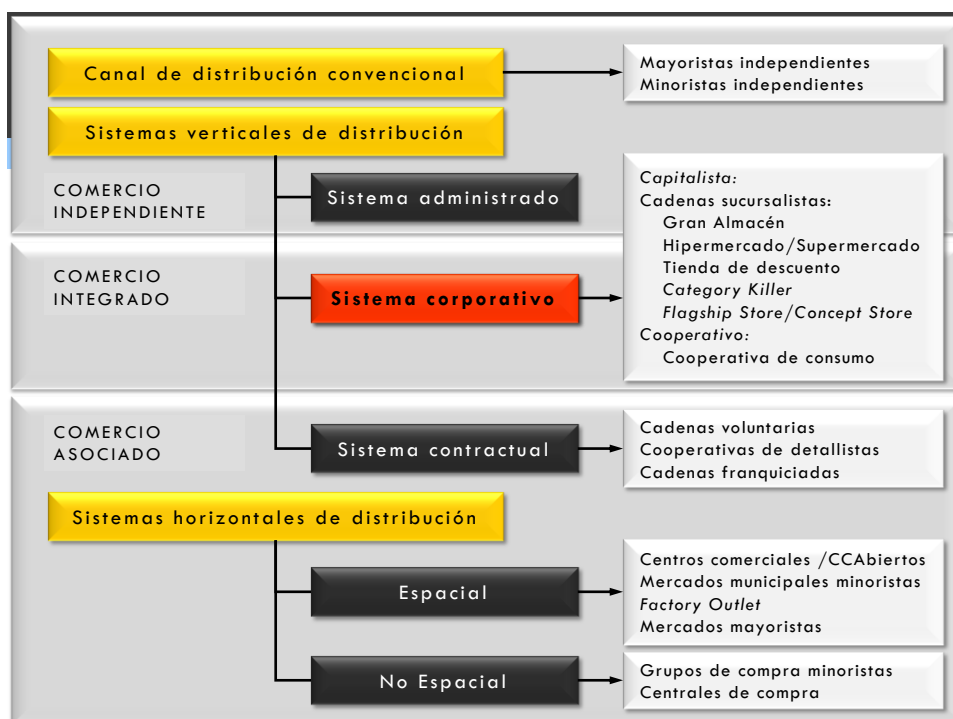 Canal de distribución convencional
Mayoristas independientes
Minoristas independientes
Sistemas verticales de distribución
COMERCIO
INDEPENDIENTE
Sistema administrado
COMERCIO
INTEGRADO
Sistema corporativo
Capitalista:
Cadenas sucursalistas:
Gran Almacén
Hipermercado/Supermercado
Tienda de descuento
Category Killer
Flagship Store/Concept Store
Cooperativo:
Cooperativa de consumo
COMERCIO
ASOCIADO
Sistema contractual
Cadenas voluntarias
Cooperativas de detallistas
Cadenas franquiciadas
Sistemas horizontales de distribución
Espacial
Centros comerciales /CCAbiertos
Mercados municipales minoristas
Factory Outlet
Mercados mayoristas
No Espacial
Grupos de compra minoristas
Centrales de compra